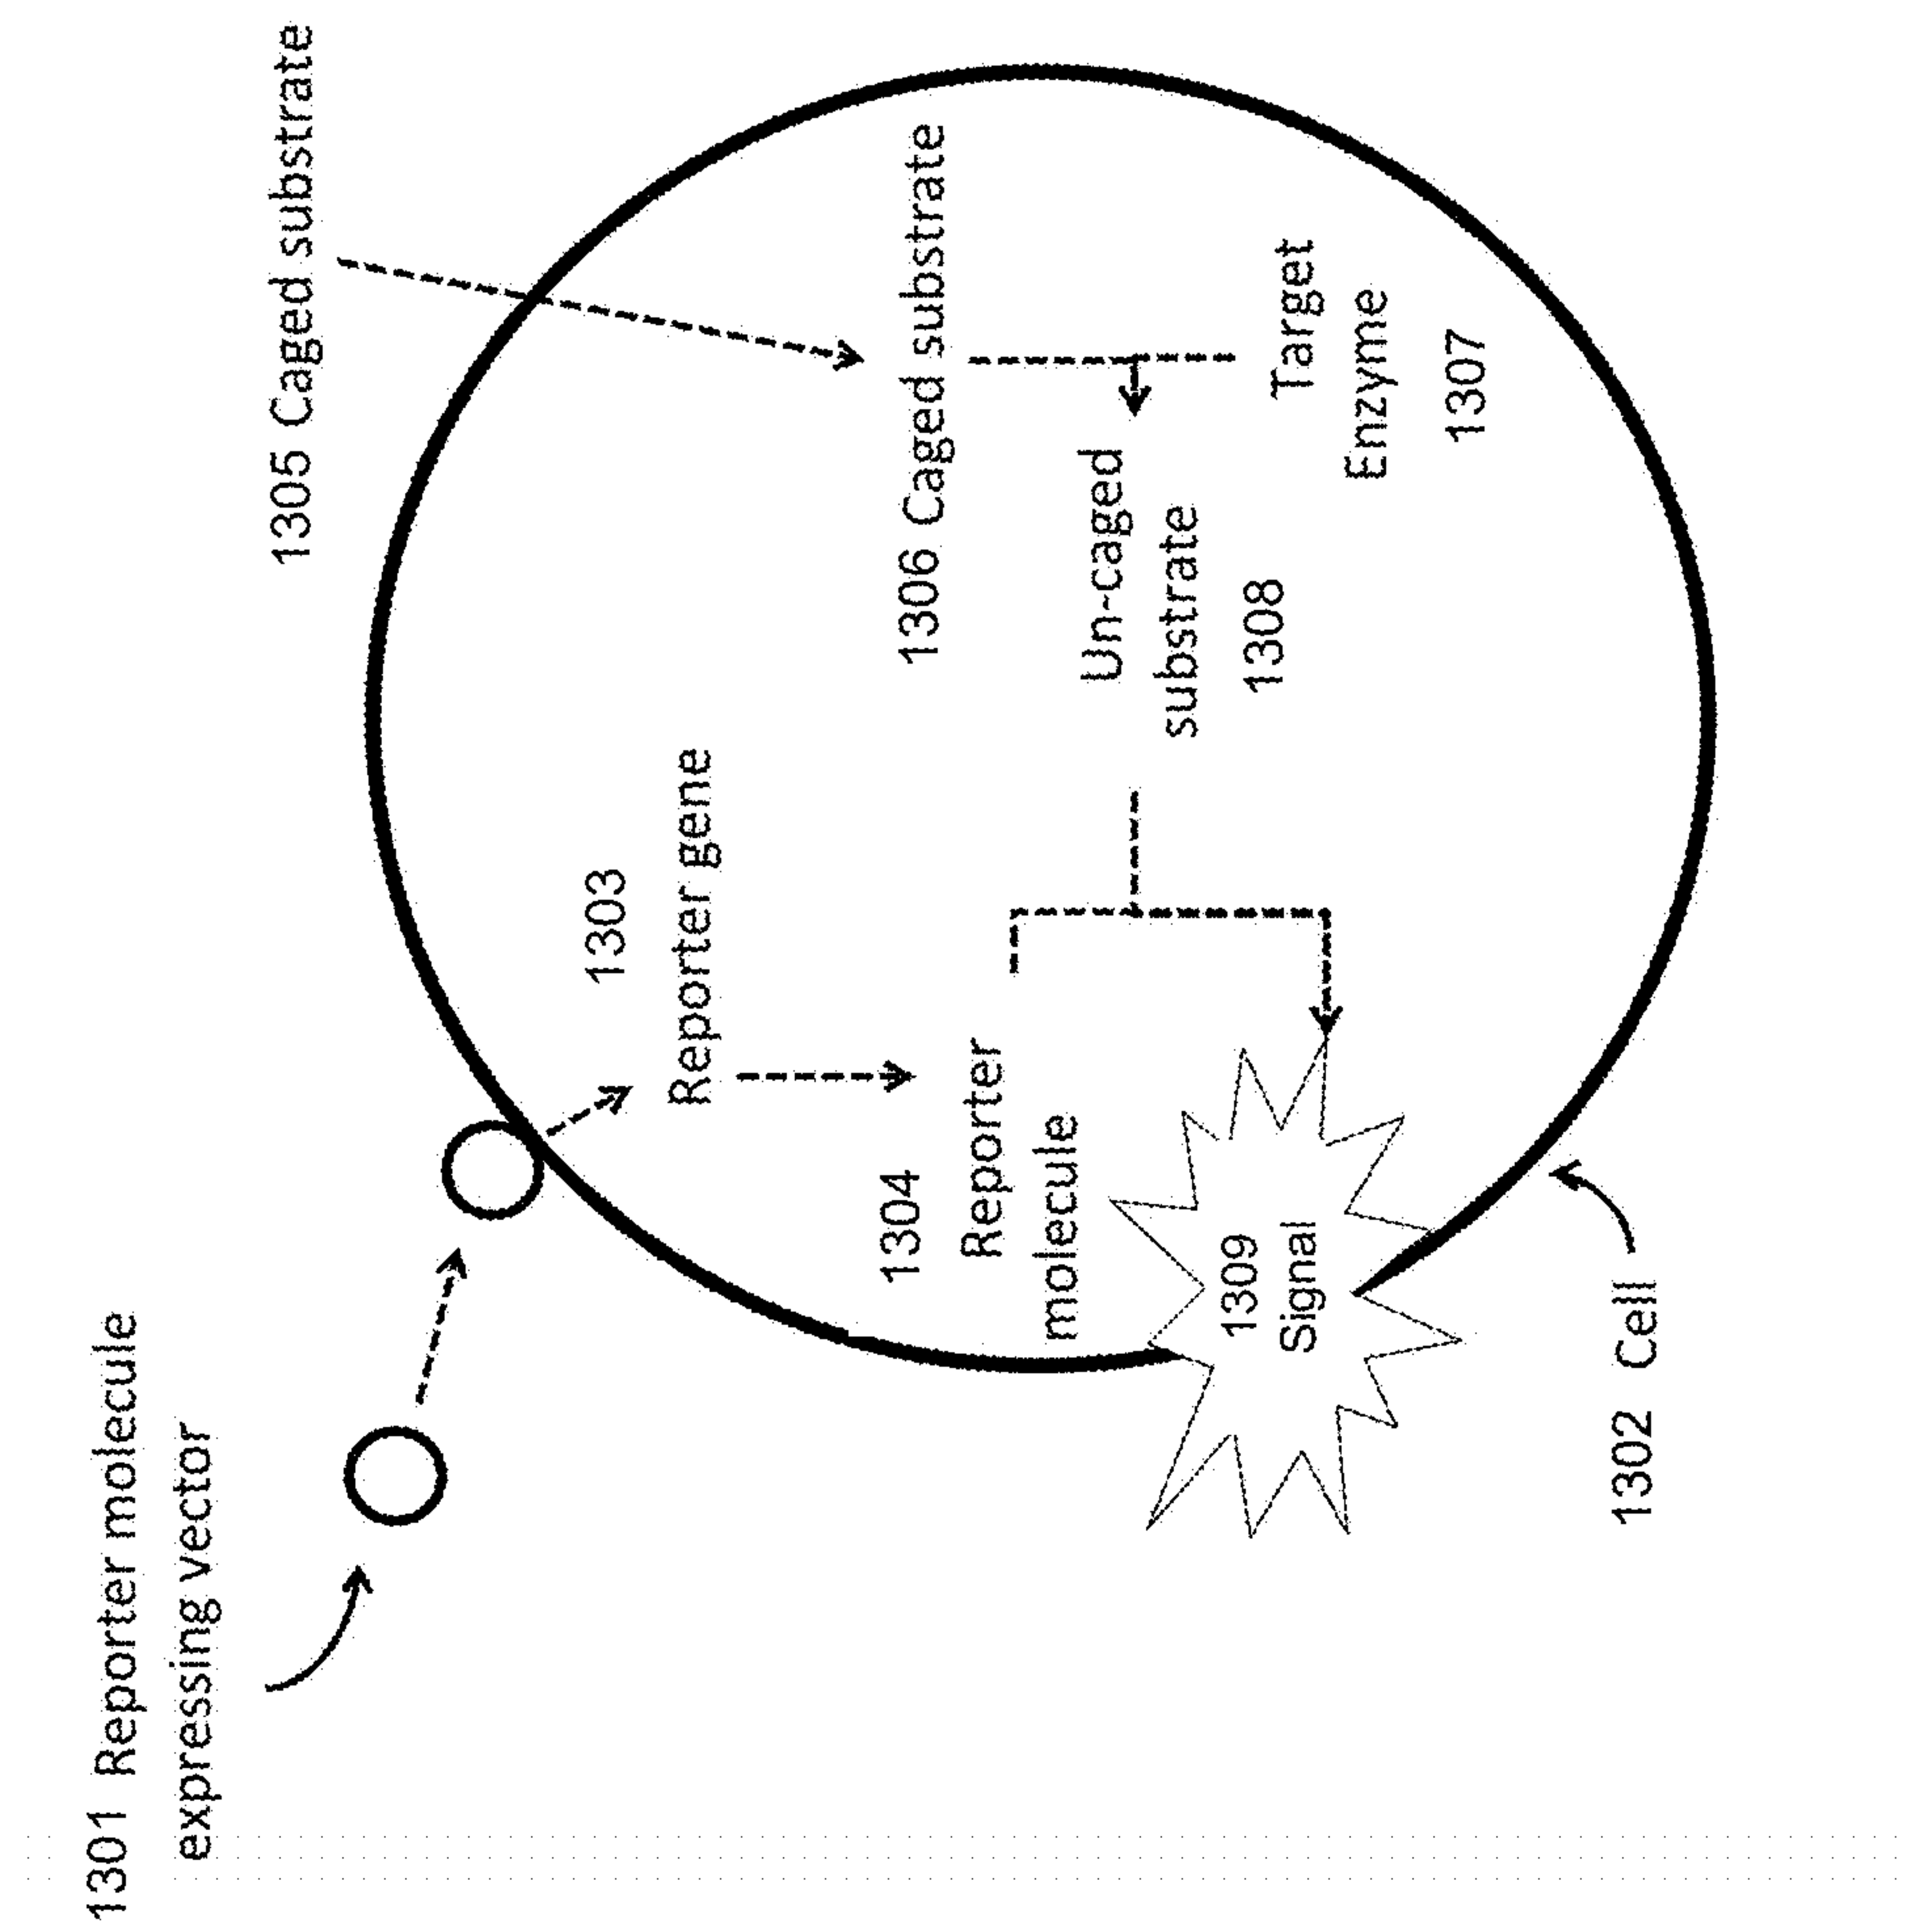 1301 Reporter molecule
expressing vector
1305 Caged substrate
1303
Reporter gene
1304
Reporter
molecule
1306 Caged substrate
Un-caged
substrate
1308
Target
Enzyme
1307
1309
Signal
1302 Cell